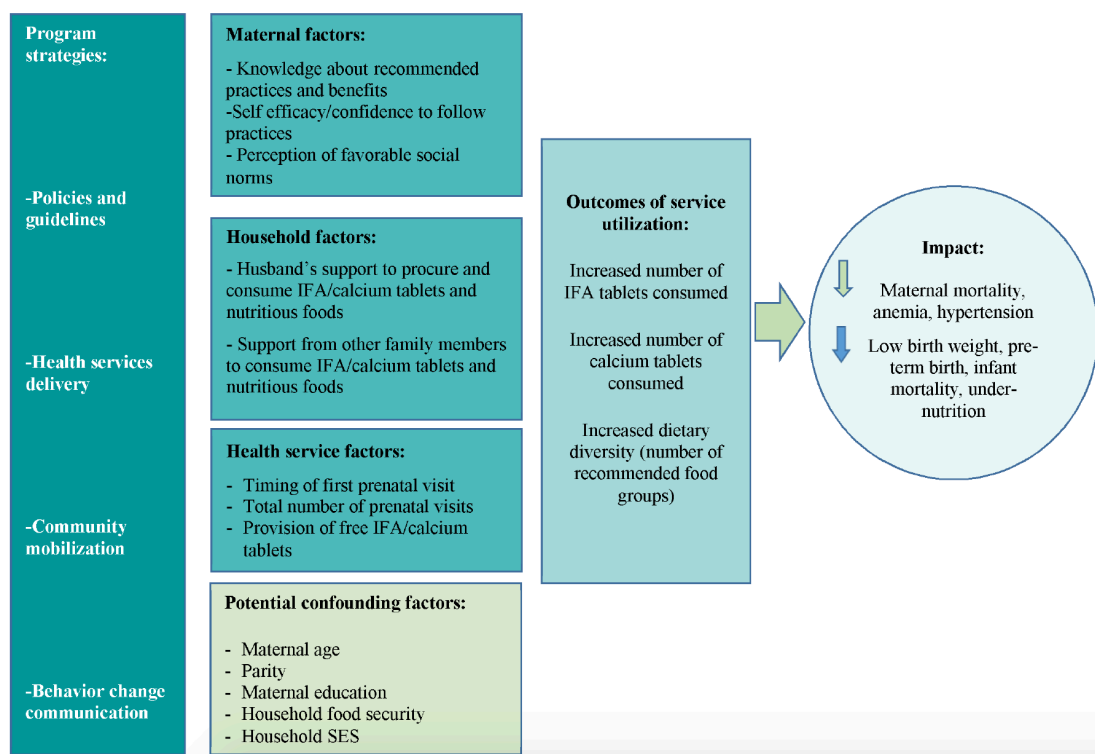 Program
strategies:
-Policies and
guidelines
-Health services
delivery
-Community
mobilization
-Behavior change
communication
Maternal factors:
- Knowledge about recommended
practices and benefits
-Self efficacy/confidence to follow
practices
- Perception of favorable social
norms
Household factors:
- Husband’s support to procure and
consume IFA/calcium tablets and
nutritious foods
- Support from other family members
to consume IFA/calcium tablets and
nutritious foods
Health service factors:
- Timing of first prenatal visit
- Total number of prenatal visits
- Provision of free IFA/calcium
tablets
Potential confounding factors:
- Maternal age
- Parity
- Maternal education
- Household food security
- Household SES
Outcomes of service
utilization:
Increased number of
IFA tablets consumed
Increased number of
calcium tablets
consumed
Increased dietary
diversity (number of
recommended food
groups)
Impact:
Maternal mortality,
anemia, hypertension
Low birth weight, pre-
term birth, infant
mortality, under-
nutrition